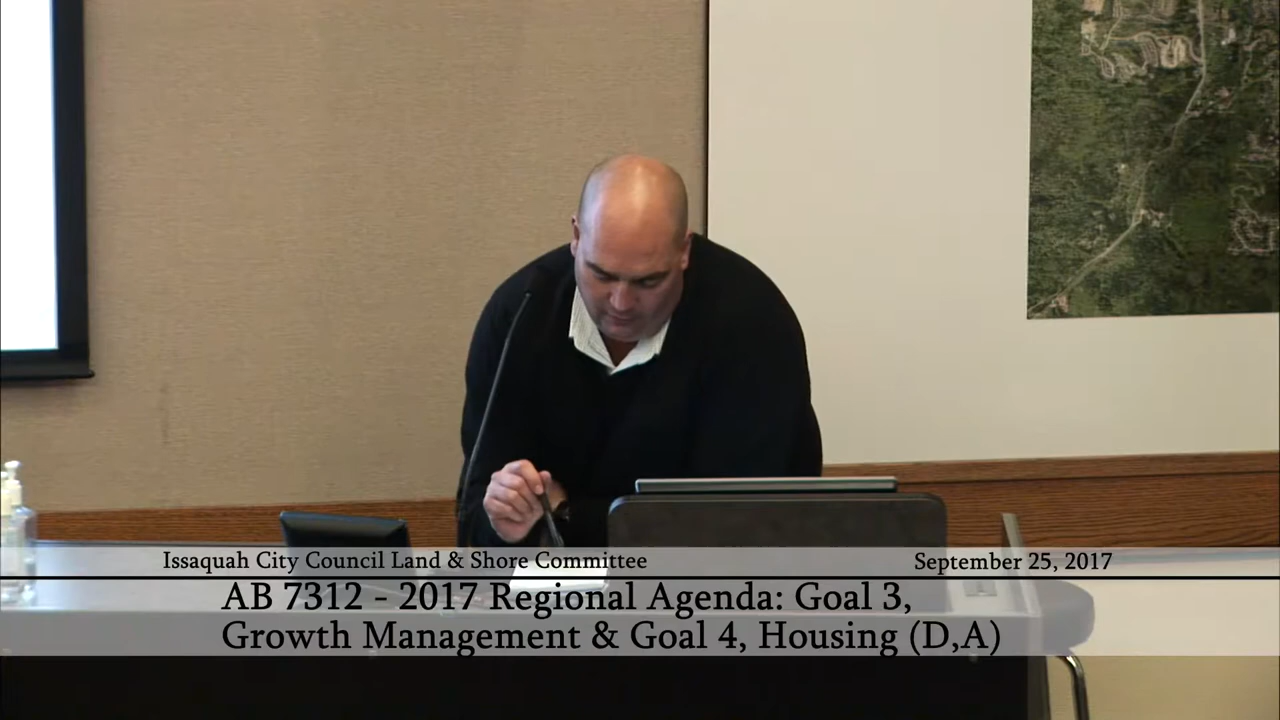 Issaquah City Council Land & Shore Committee
September 25, 2017
AB 7312 - 2017 Regional Agenda: Goal 3,
Growth Management & Goal 4, Housing (D,A)